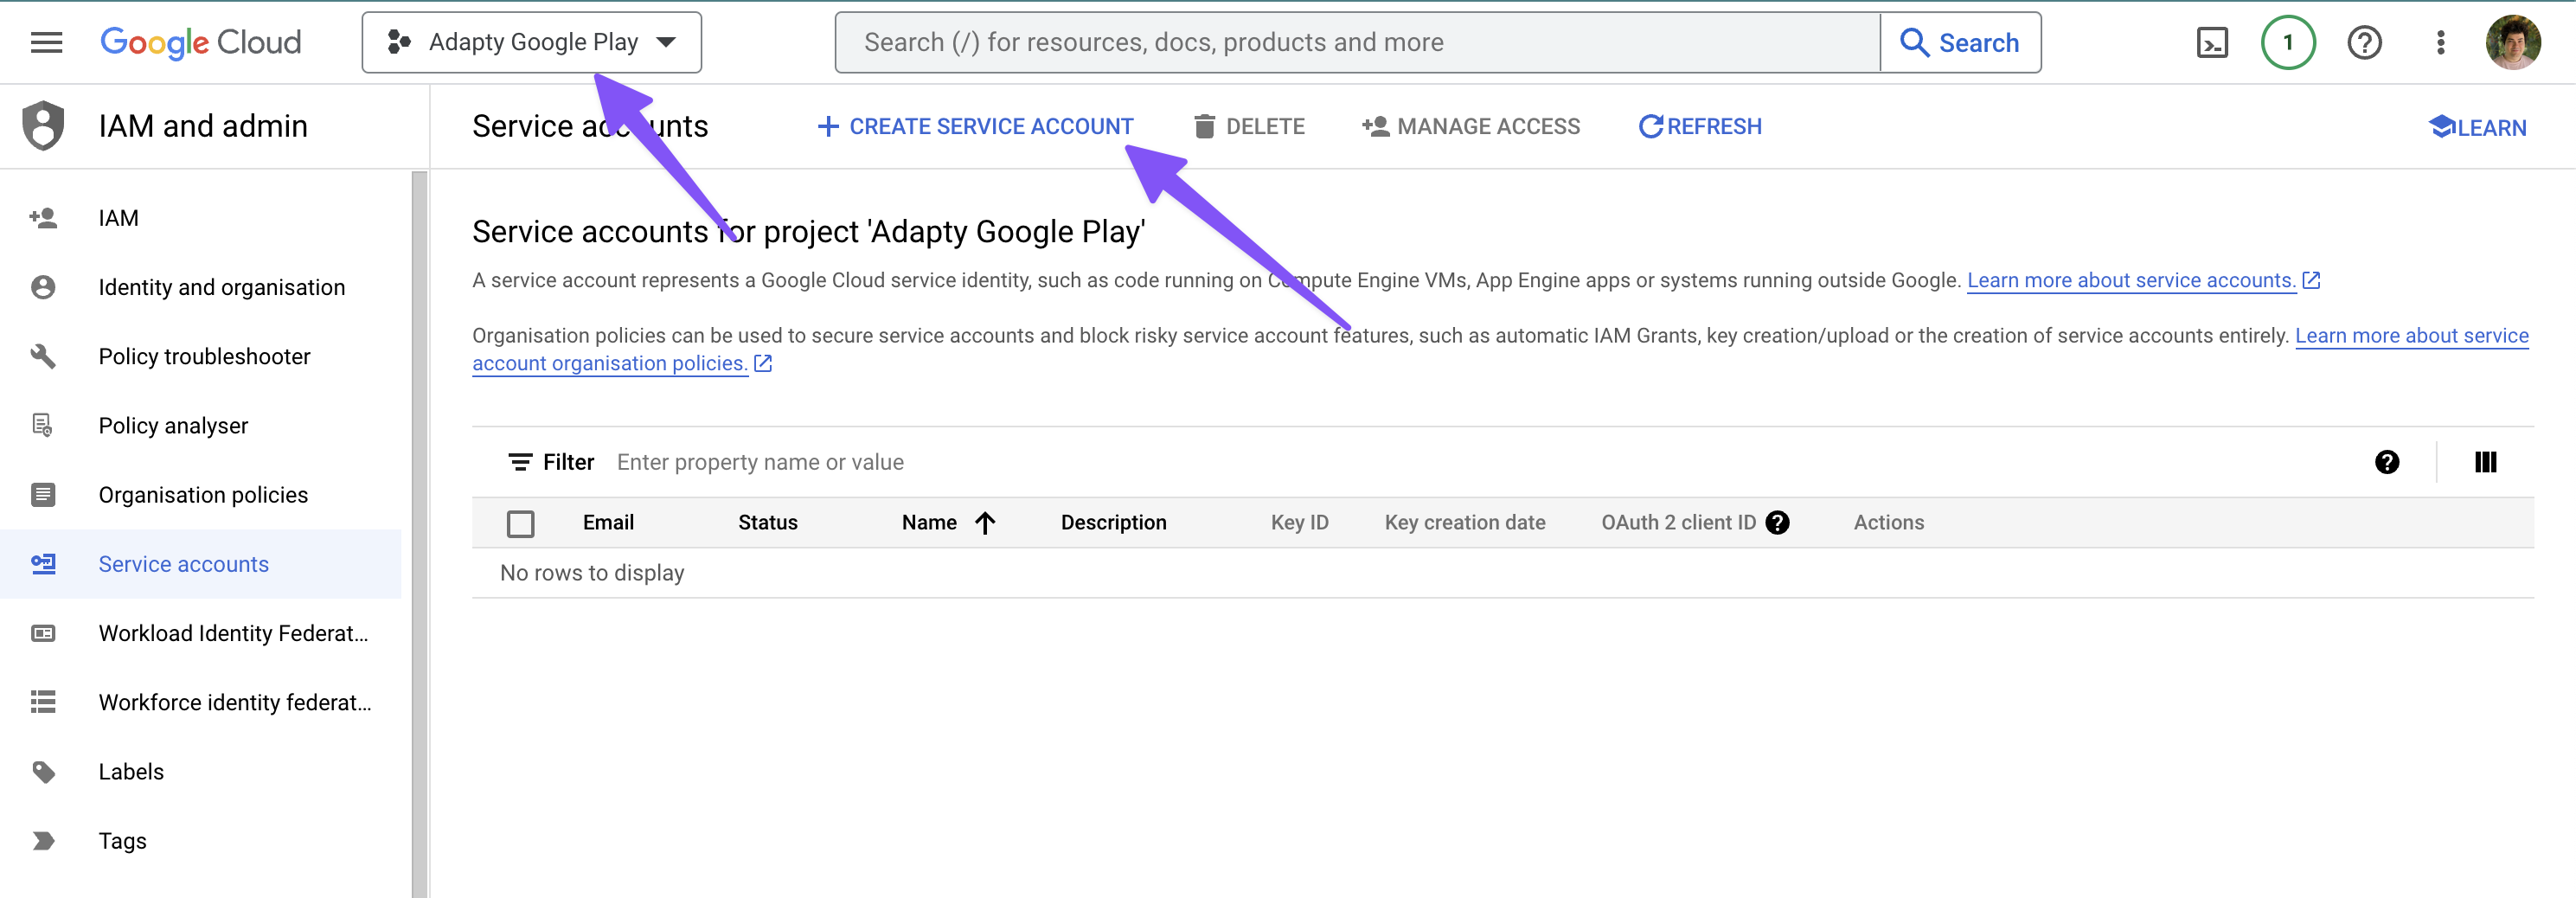 Google Cloud
Adapty Google Play
Search (/) for resources, docs, products and more
Search
1
IAM and admin
Service accounts
CREATE SERVICE ACCOUNT
DELETE
MANAGE ACCESS
REFRESH
LEARN
IAM
Identity and organisation
Policy troubleshooter
Policy analyser
Organisation policies
Service accounts
Workload Identity Federat...
Workforce identity federat...
Labels
Tags
Service accounts for project 'Adapty Google Play'
A service account represents a Google Cloud service identity, such as code running on Compute Engine VMs, App Engine apps or systems running outside Google. Learn more about service accounts.
Organisation policies can be used to secure service accounts and block risky service account features, such as automatic IAM Grants, key creation/upload or the creation of service accounts entirely. Learn more about service
account organisation policies.
Filter Enter property name or value
Email Status Name Description Key ID Key creation date OAuth 2 client ID Actions
No rows to display